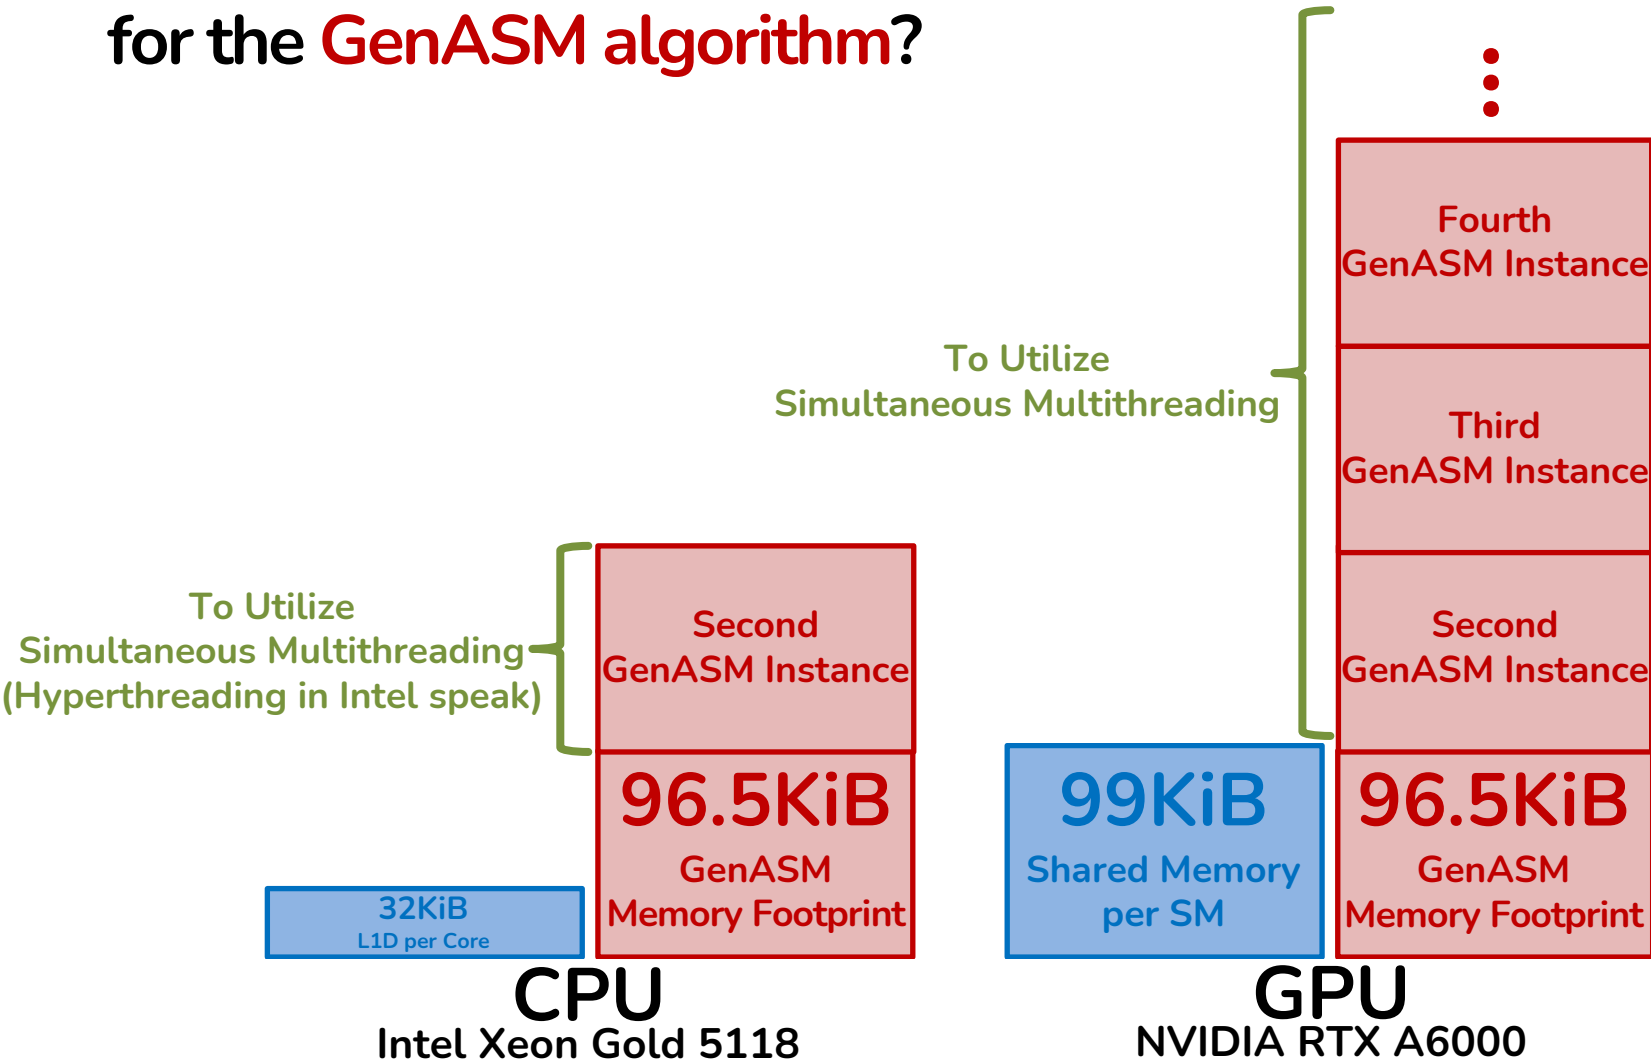 for the GenASM algorithm?
Fourth
GenASM Instance
To Utilize
Simultaneous Multithreading
Third
GenASM Instance
To Utilize
Simultaneous Multithreading
(Hyperthreading in Intel speak)
Second
GenASM Instance
Second
GenASM Instance
32KiB
L1D per Core
96.5KiB
GenASM
Memory Footprint
99KiB
Shared Memory
per SM
96.5KiB
GenASM
Memory Footprint
CPU
Intel Xeon Gold 5118
GPU
NVIDIA RTX A6000